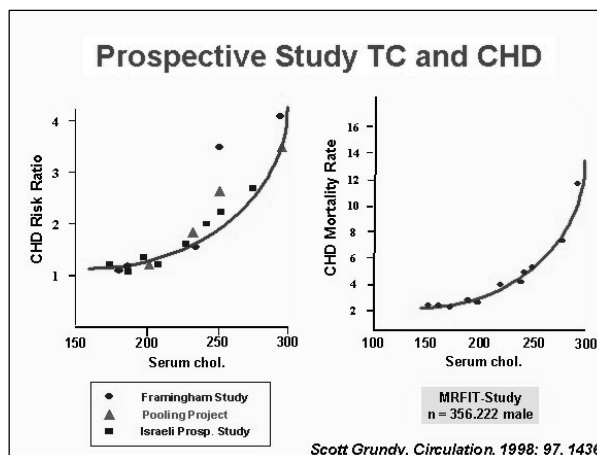 Prospective Study TC and CHD
CHD Risk Ratio
4
3
2
1
150
200
250
300
Serum chol.
Framingham Study
Pooling Project
Israeli Prosp. Study
CHD Mortality Rate
16
14
12
10
8
6
4
2
100
150
200
250
300
Serum chol.
MRFIT-Study
n = 356.222 male
Scott Grundy, Circulation, 1998; 97, 1436